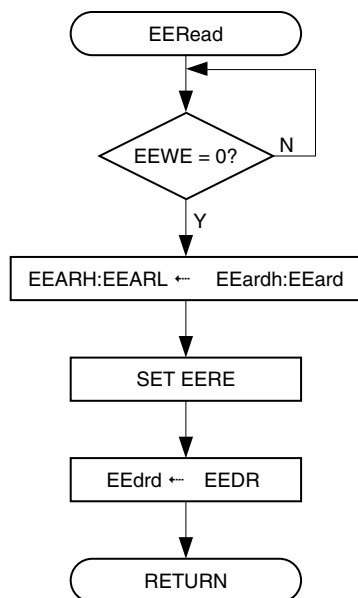 EERead
EEWE = 0?
N
Y
EEARH:EEARL ← EEardh:EEard
SET EERE
EEdrd ← EEDR
RETURN